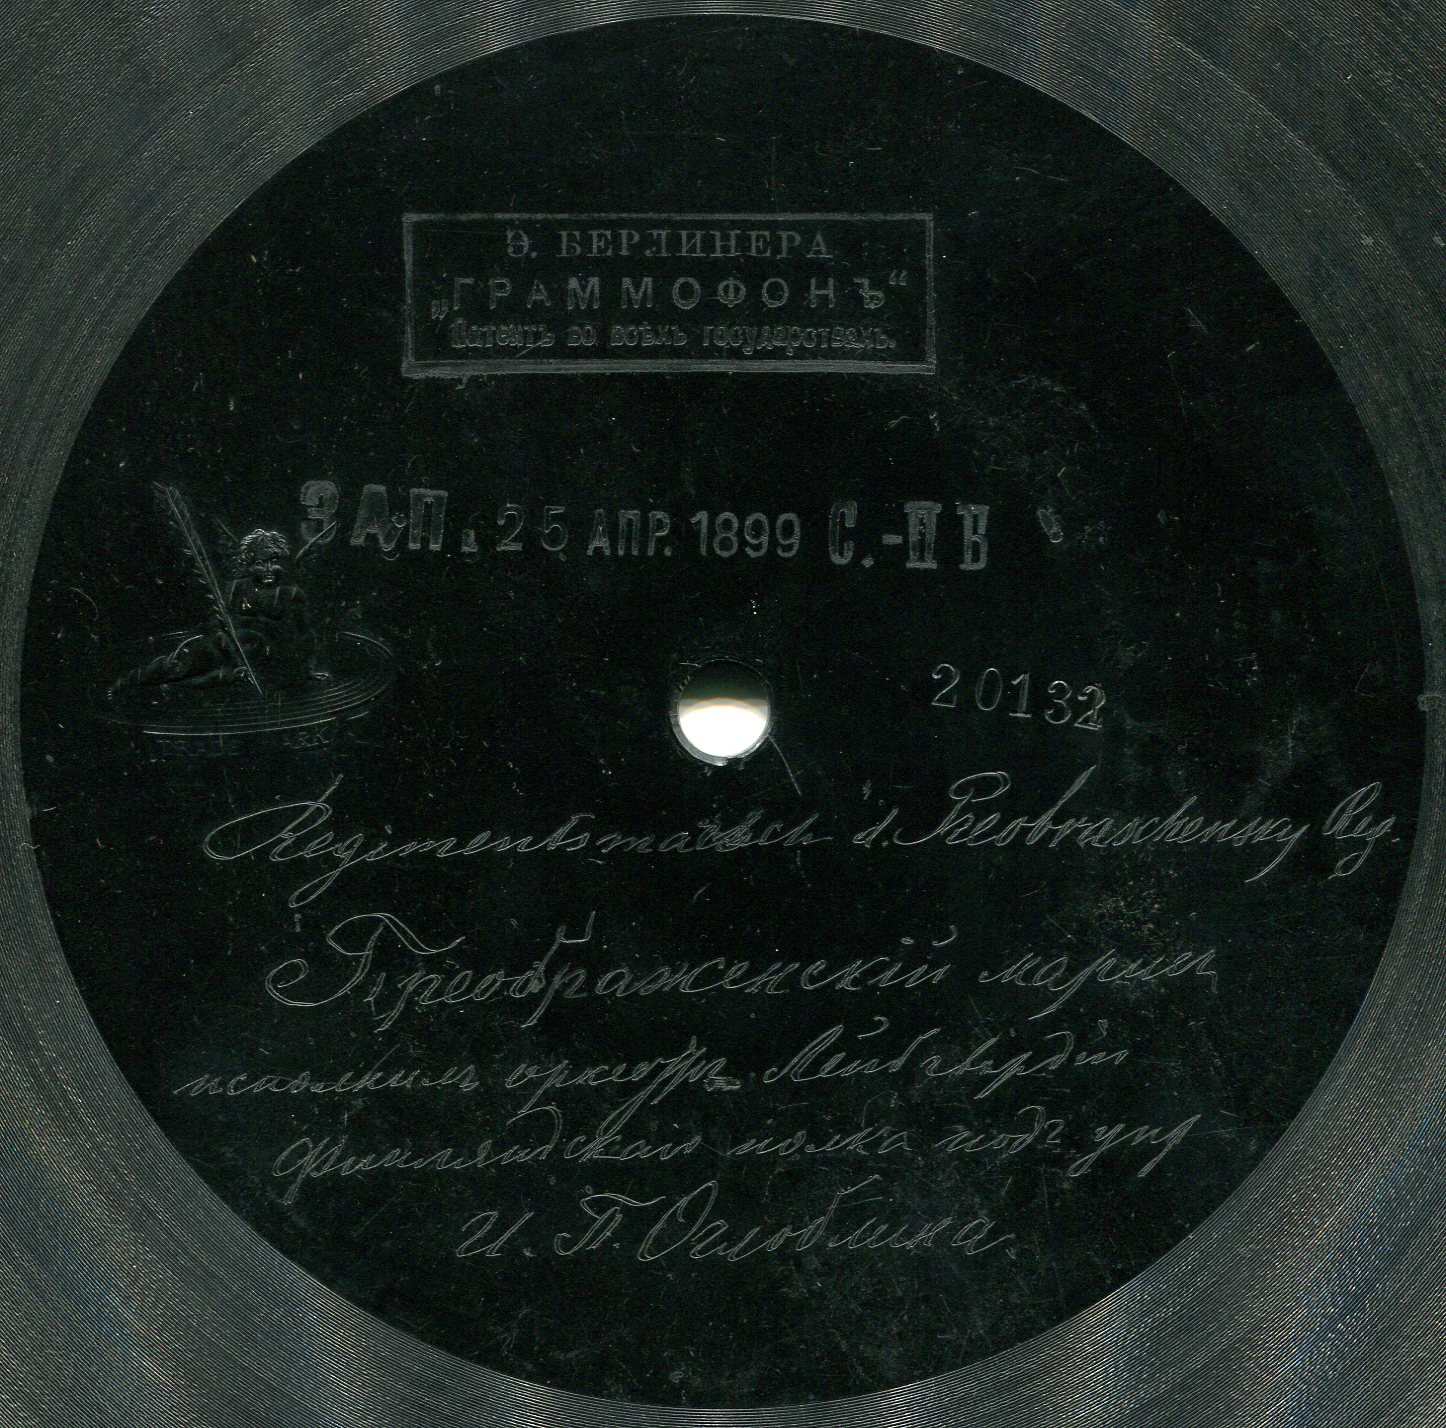 Э. БЕРЛИНЕРА
„ГРАММОФОНЪ“
Патентъ во всѣхъ государствахъ.
ЗАП. 25 АПР. 1899 С.-ПБ
20132
Regimentsmarsch d. Preobraschensky Reg.
Преображенскій маршъ
исполнилъ оркестръ Лейбгвардіи
Финляндскаго полка подъ упр
И. П. Оглоблина.